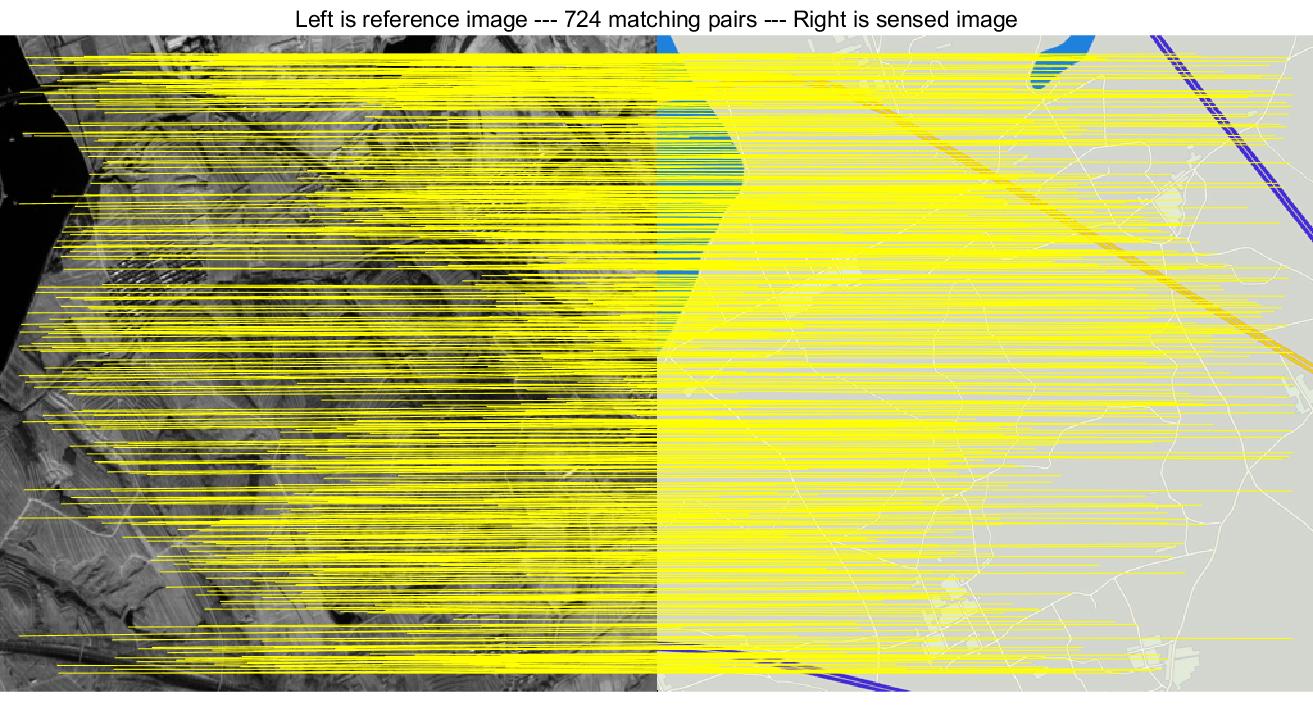 Left is reference image --- 724 matching pairs --- Right is sensed image